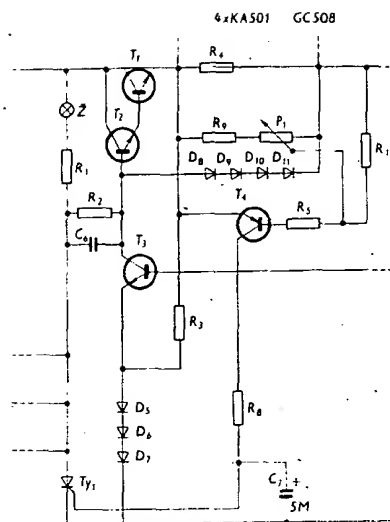 4xKA501 GC508
T1
R4
Ž
T2
R9 P1
D8 D9 D10 D11
R1
R1
R2
T4
R5
C6
T3
R3
D5
D6
D7
R8
Ty1
C7 +
5M